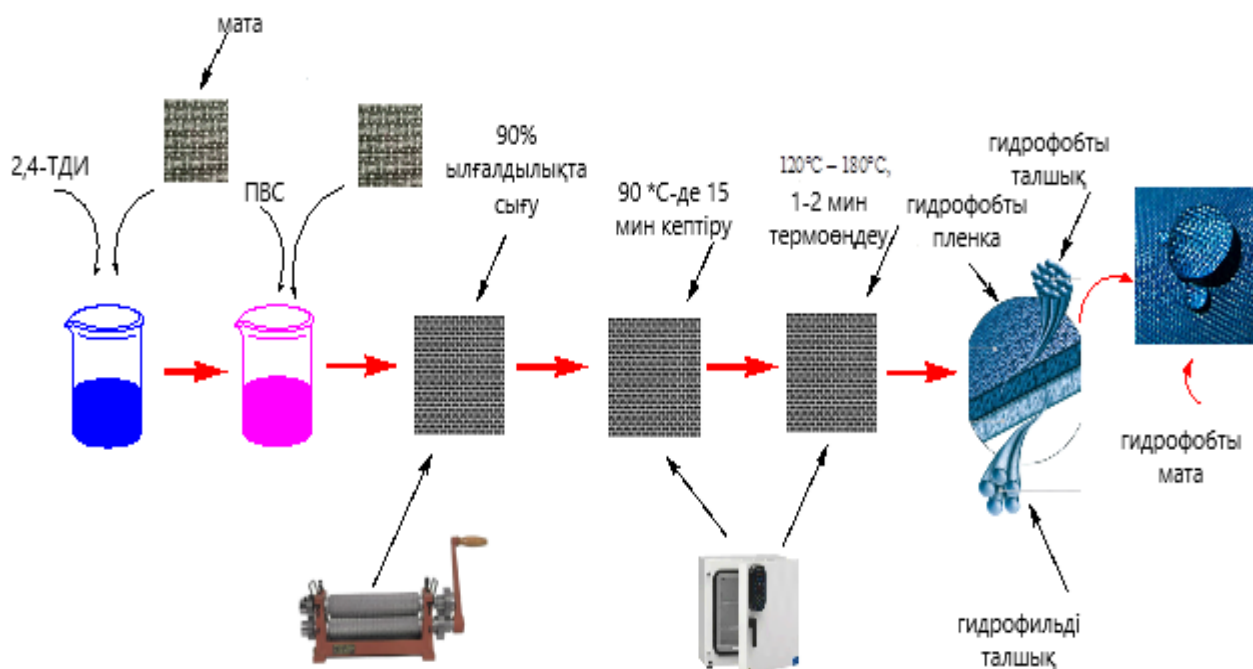 мата
2,4-ТДИ
ПВС
90%
ылғалдылықта
сығу
90 *С-де 15
мин кептіру
120°С – 180°С,
1-2 мин
термоөңдеу
гидрофобты
пленка
гидрофобты
талшық
гидрофобты
мата
гидрофильді
талшық